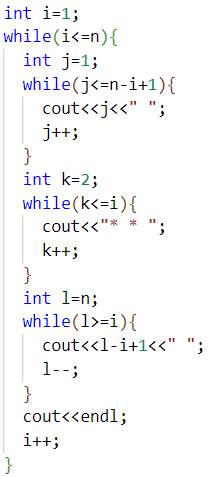 int i=1;
while(i<=n){
  int j=1;
  while(j<=n-i+1){
    cout<<j<<" ";
    j++;
  }
  int k=2;
  while(k<=i){
    cout<<"* * ";
    k++;
  }
  int l=n;
  while(l>=i){
    cout<<l-i+1<<" ";
    l--;
  }
  cout<<endl;
  i++;
}